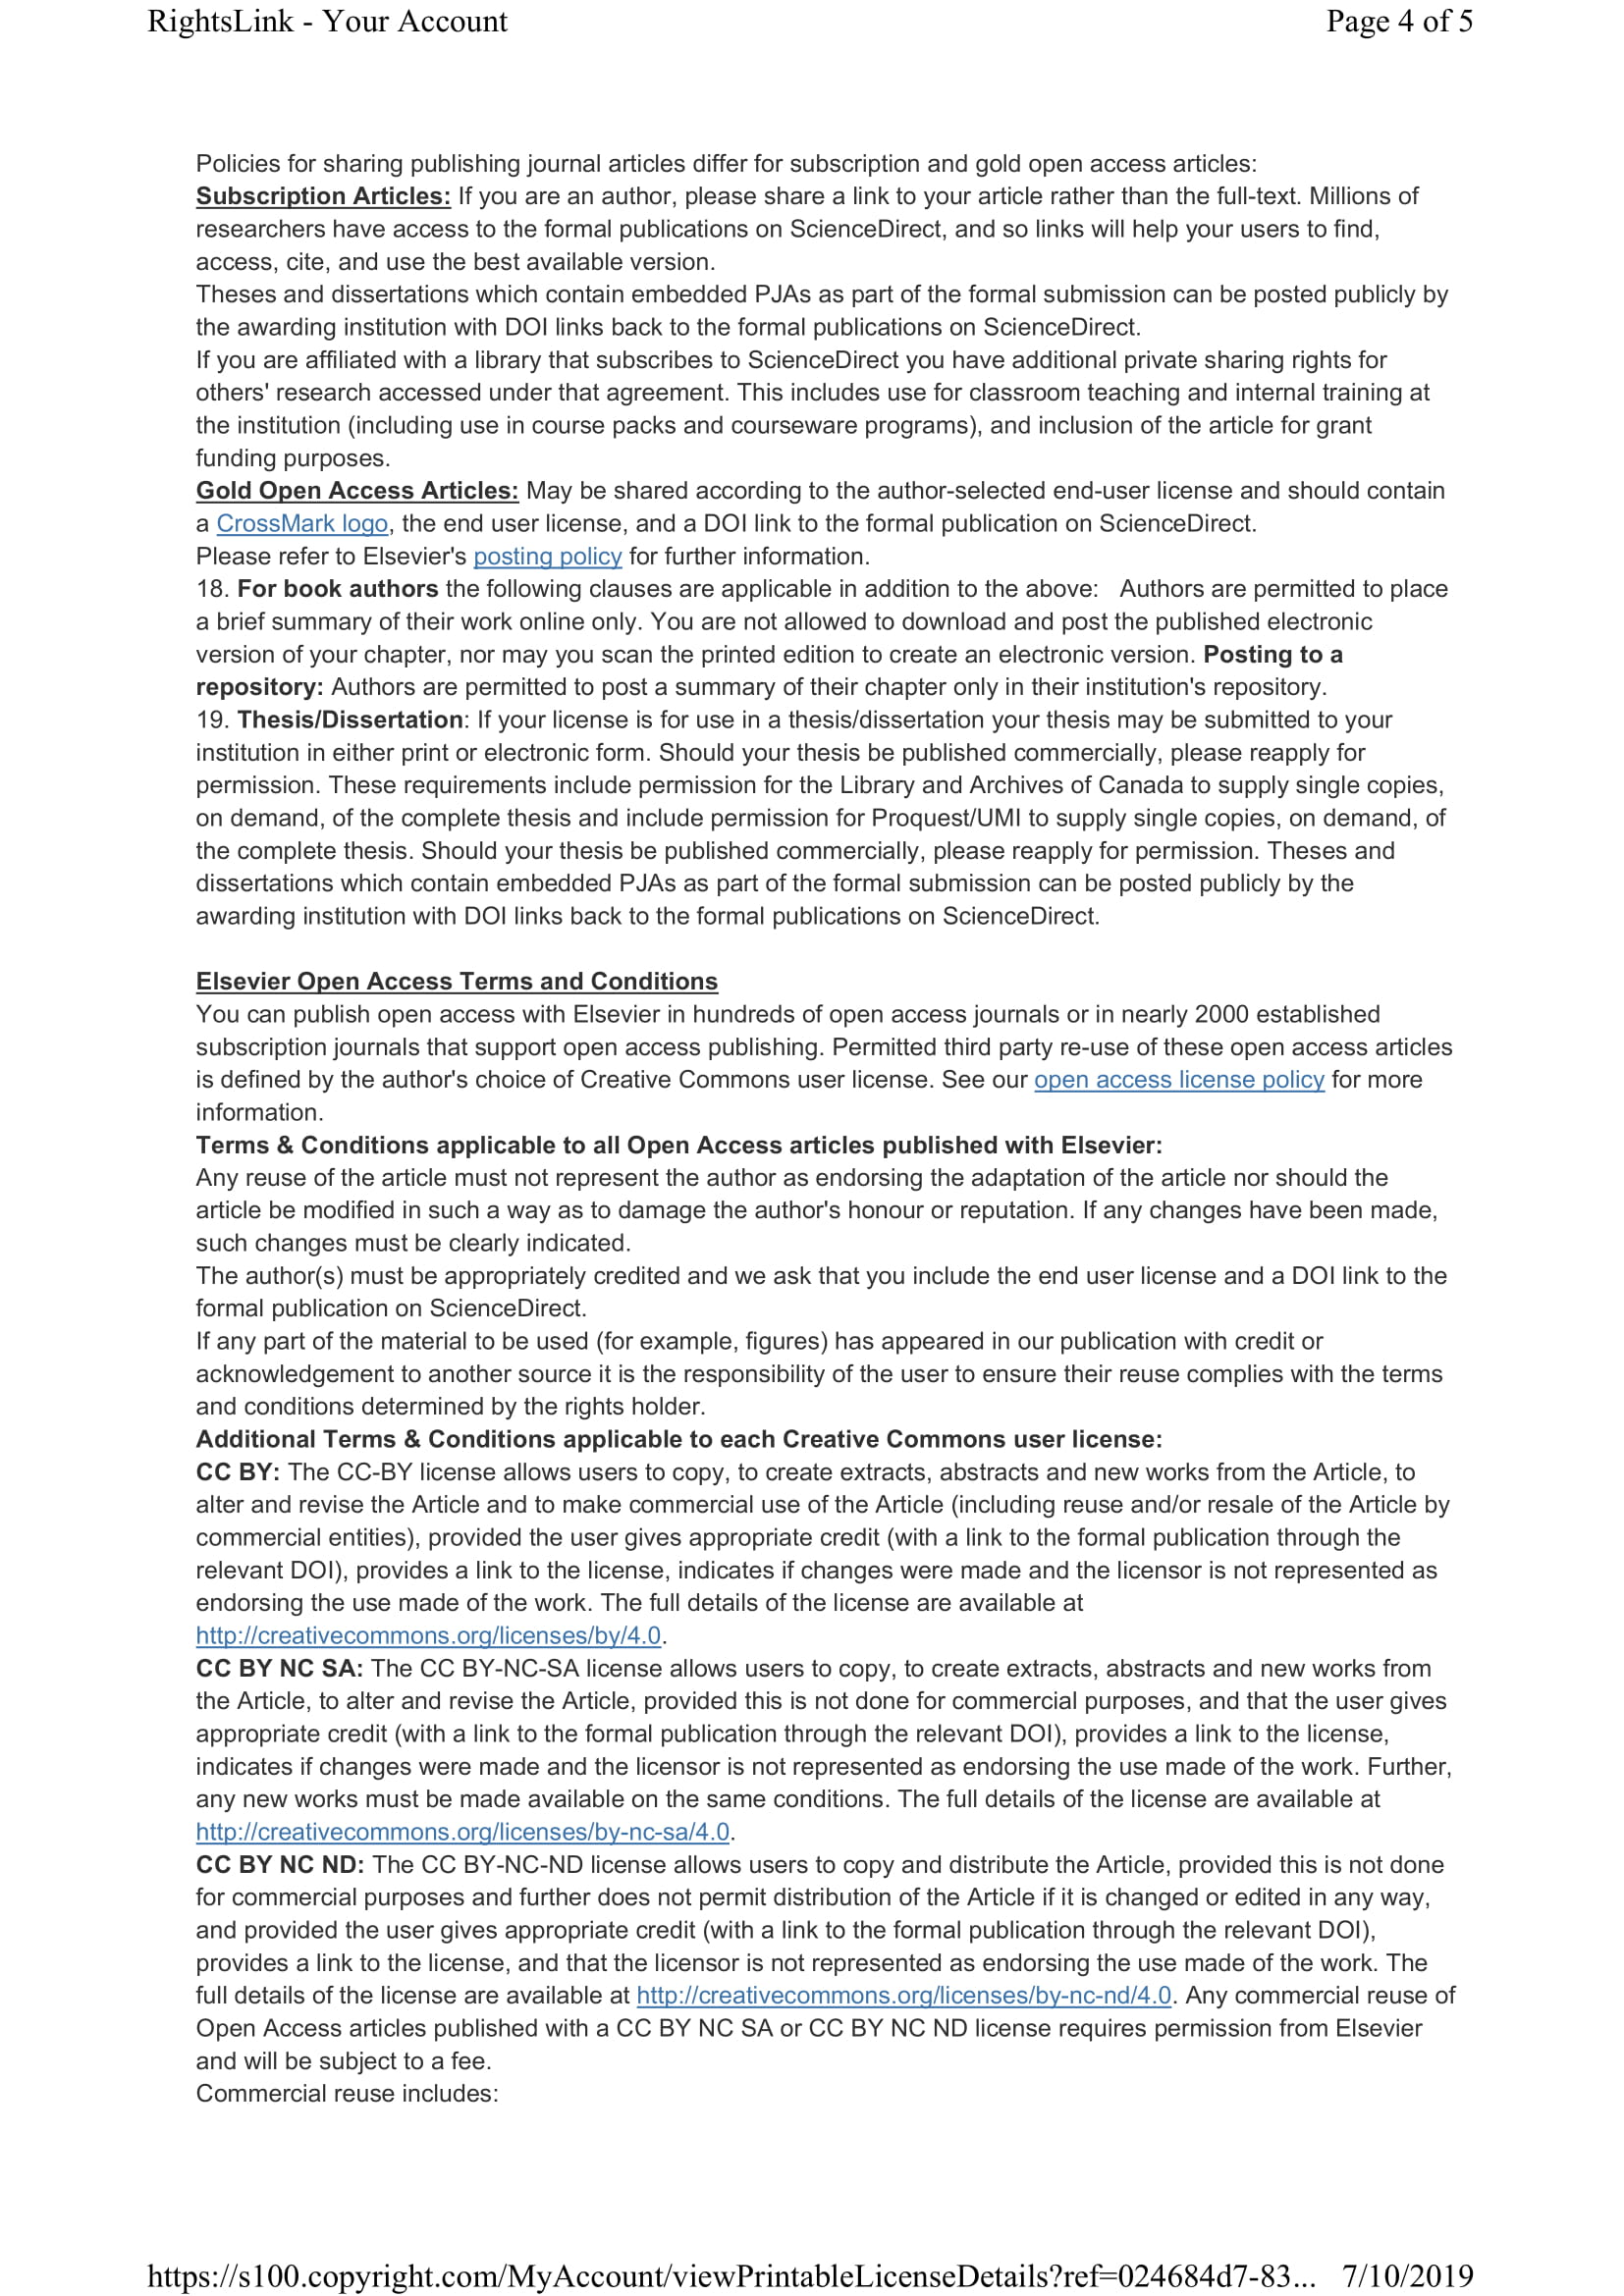 RightsLink - Your Account Page 4 of 5
Policies for sharing publishing journal articles differ for subscription and gold open access articles:
Subscription Articles: If you are an author, please share a link to your article rather than the full-text. Millions of
researchers have access to the formal publications on ScienceDirect, and so links will help your users to find,
access, cite, and use the best available version.
Theses and dissertations which contain embedded PJAs as part of the formal submission can be posted publicly by
the awarding institution with DOI links back to the formal publications on ScienceDirect.
If you are affiliated with a library that subscribes to ScienceDirect you have additional private sharing rights for
others' research accessed under that agreement. This includes use for classroom teaching and internal training at
the institution (including use in course packs and courseware programs), and inclusion of the article for grant
funding purposes.
Gold Open Access Articles: May be shared according to the author-selected end-user license and should contain
a CrossMark logo, the end user license, and a DOI link to the formal publication on ScienceDirect.
Please refer to Elsevier's posting policy for further information.
18. For book authors the following clauses are applicable in addition to the above:   Authors are permitted to place
a brief summary of their work online only. You are not allowed to download and post the published electronic
version of your chapter, nor may you scan the printed edition to create an electronic version. Posting to a
repository: Authors are permitted to post a summary of their chapter only in their institution's repository.
19. Thesis/Dissertation: If your license is for use in a thesis/dissertation your thesis may be submitted to your
institution in either print or electronic form. Should your thesis be published commercially, please reapply for
permission. These requirements include permission for the Library and Archives of Canada to supply single copies,
on demand, of the complete thesis and include permission for Proquest/UMI to supply single copies, on demand, of
the complete thesis. Should your thesis be published commercially, please reapply for permission. Theses and
dissertations which contain embedded PJAs as part of the formal submission can be posted publicly by the
awarding institution with DOI links back to the formal publications on ScienceDirect.
Elsevier Open Access Terms and Conditions
You can publish open access with Elsevier in hundreds of open access journals or in nearly 2000 established
subscription journals that support open access publishing. Permitted third party re-use of these open access articles
is defined by the author's choice of Creative Commons user license. See our open access license policy for more
information.
Terms & Conditions applicable to all Open Access articles published with Elsevier:
Any reuse of the article must not represent the author as endorsing the adaptation of the article nor should the
article be modified in such a way as to damage the author's honour or reputation. If any changes have been made,
such changes must be clearly indicated.
The author(s) must be appropriately credited and we ask that you include the end user license and a DOI link to the
formal publication on ScienceDirect.
If any part of the material to be used (for example, figures) has appeared in our publication with credit or
acknowledgement to another source it is the responsibility of the user to ensure their reuse complies with the terms
and conditions determined by the rights holder.
Additional Terms & Conditions applicable to each Creative Commons user license:
CC BY: The CC-BY license allows users to copy, to create extracts, abstracts and new works from the Article, to
alter and revise the Article and to make commercial use of the Article (including reuse and/or resale of the Article by
commercial entities), provided the user gives appropriate credit (with a link to the formal publication through the
relevant DOI), provides a link to the license, indicates if changes were made and the licensor is not represented as
endorsing the use made of the work. The full details of the license are available at
http://creativecommons.org/licenses/by/4.0.
CC BY NC SA: The CC BY-NC-SA license allows users to copy, to create extracts, abstracts and new works from
the Article, to alter and revise the Article, provided this is not done for commercial purposes, and that the user gives
appropriate credit (with a link to the formal publication through the relevant DOI), provides a link to the license,
indicates if changes were made and the licensor is not represented as endorsing the use made of the work. Further,
any new works must be made available on the same conditions. The full details of the license are available at
http://creativecommons.org/licenses/by-nc-sa/4.0.
CC BY NC ND: The CC BY-NC-ND license allows users to copy and distribute the Article, provided this is not done
for commercial purposes and further does not permit distribution of the Article if it is changed or edited in any way,
and provided the user gives appropriate credit (with a link to the formal publication through the relevant DOI),
provides a link to the license, and that the licensor is not represented as endorsing the use made of the work. The
full details of the license are available at http://creativecommons.org/licenses/by-nc-nd/4.0. Any commercial reuse of
Open Access articles published with a CC BY NC SA or CC BY NC ND license requires permission from Elsevier
and will be subject to a fee.
Commercial reuse includes:
https://s100.copyright.com/MyAccount/viewPrintableLicenseDetails?ref=024684d7-83... 7/10/2019